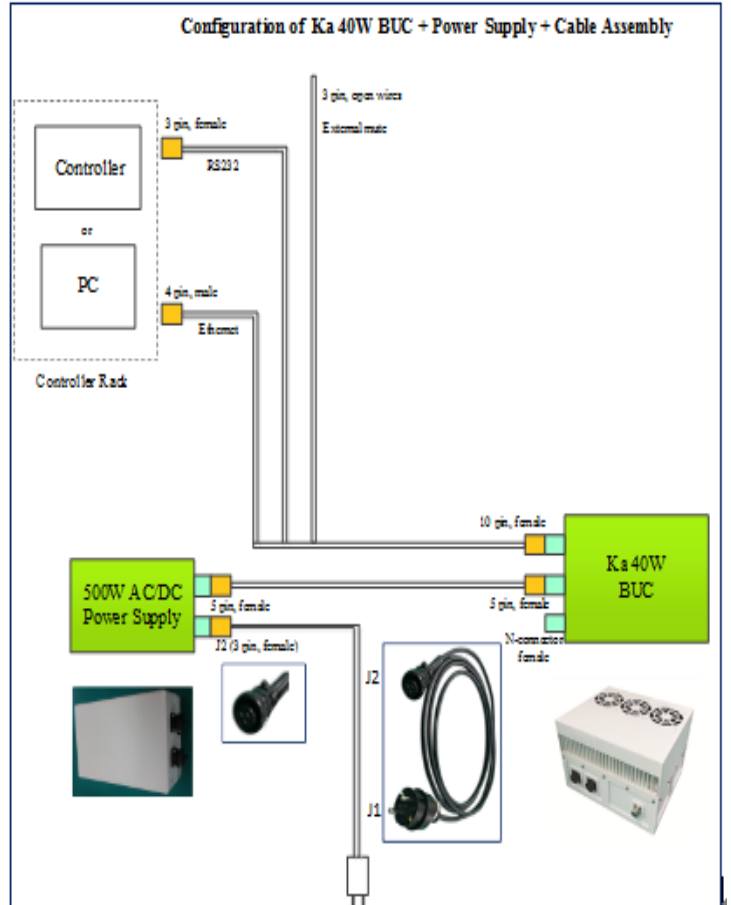 Configuration of Ka 40W BUC + Power Supply + Cable Assembly
3 pin, open wires
External mute
3 pin, female
RS232
Controller
or
PC
4 pin, male
Ethernet
Controller Rack
10 pin, female
Ka 40W
BUC
500W AC/DC
Power Supply
5 pin, female
5 pin, female
J2 (3 pin, female)
N-connector
female
J2
J1